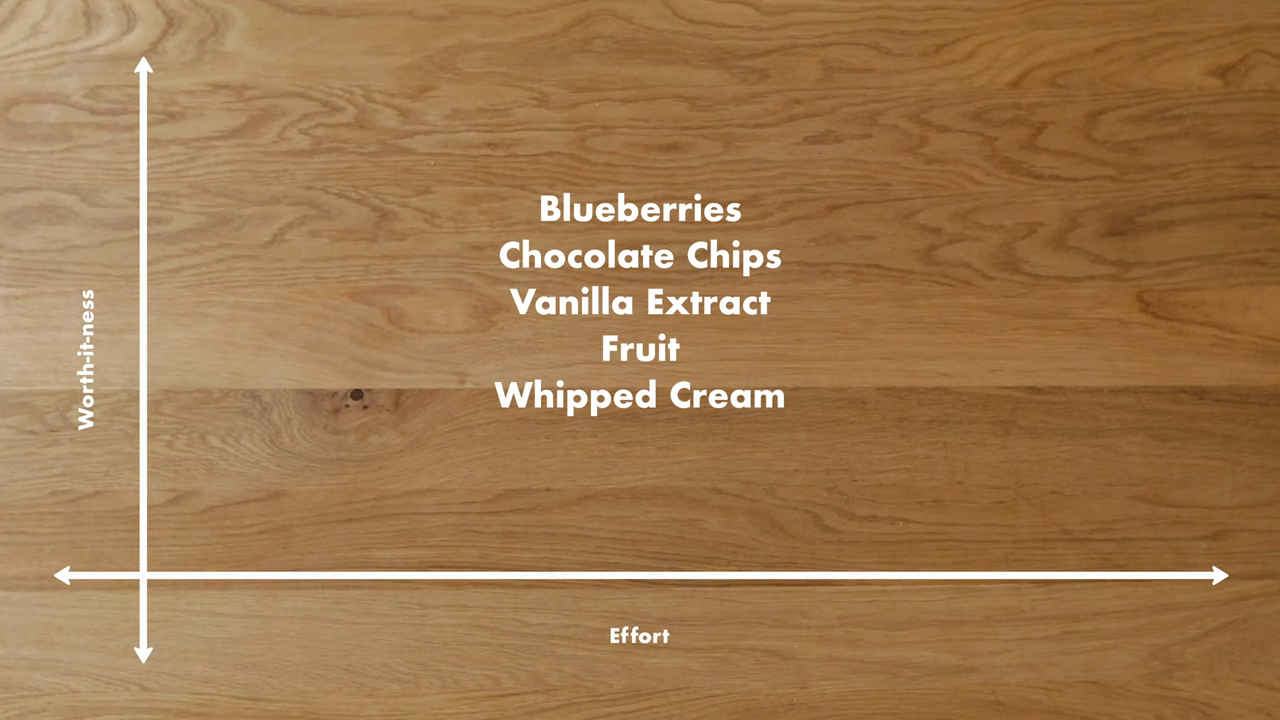 Blueberries
Chocolate Chips
Vanilla Extract
Fruit
Whipped Cream
Worth-it-ness
Effort